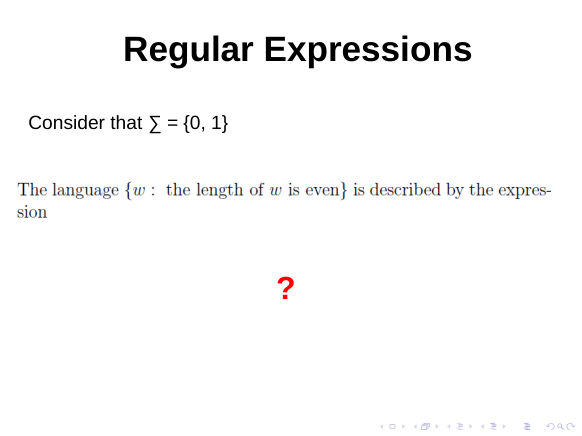 Regular Expressions
Consider that ∑ = {0, 1}
The language {w : the length of w is even} is described by the expres-
sion
?